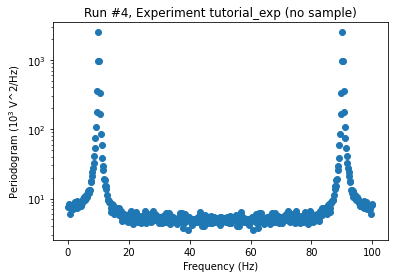 Run #4, Experiment tutorial_exp (no sample)
Periodogram (10³ V^2/Hz)
10³
10²
10¹
0 20 40 60 80 100
Frequency (Hz)